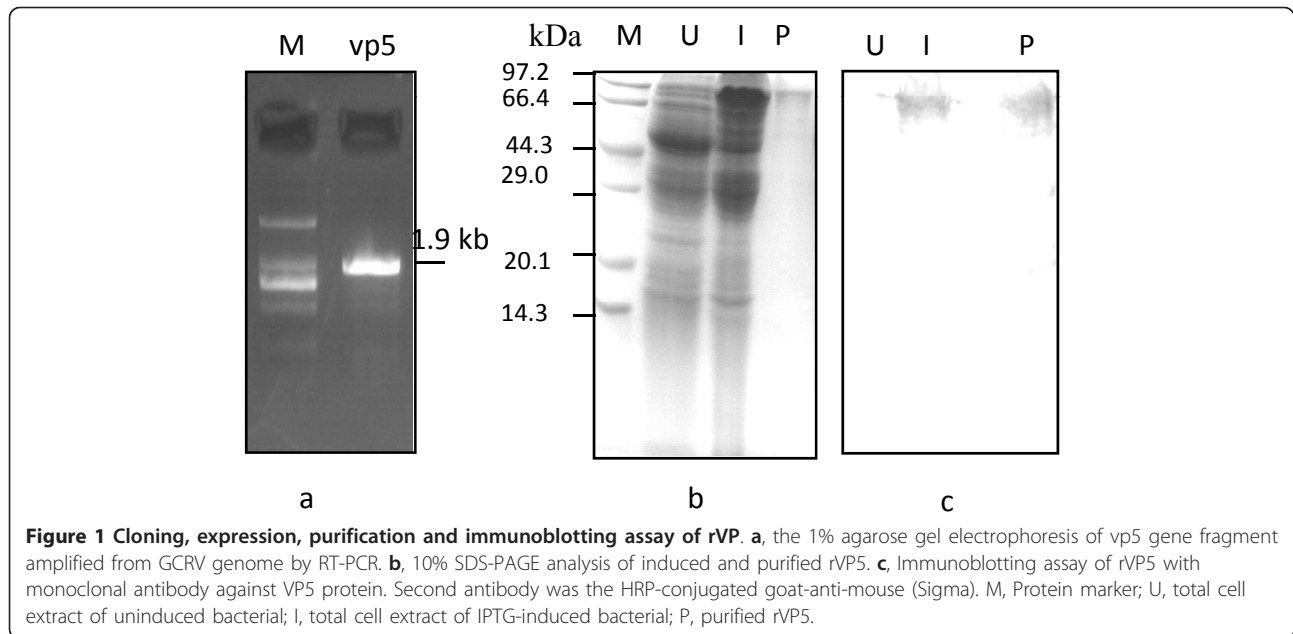 M vp5
1.9 kb
a
kDa M U I P
97.2
66.4
44.3
29.0
20.1
14.3
b
U I P
c
Figure 1 Cloning, expression, purification and immunoblotting assay of rVP. a, the 1% agarose gel electrophoresis of vp5 gene fragment
amplified from GCRV genome by RT-PCR. b, 10% SDS-PAGE analysis of induced and purified rVP5. c, Immunoblotting assay of rVP5 with
monoclonal antibody against VP5 protein. Second antibody was the HRP-conjugated goat-anti-mouse (Sigma). M, Protein marker; U, total cell
extract of uninduced bacterial; I, total cell extract of IPTG-induced bacterial; P, purified rVP5.